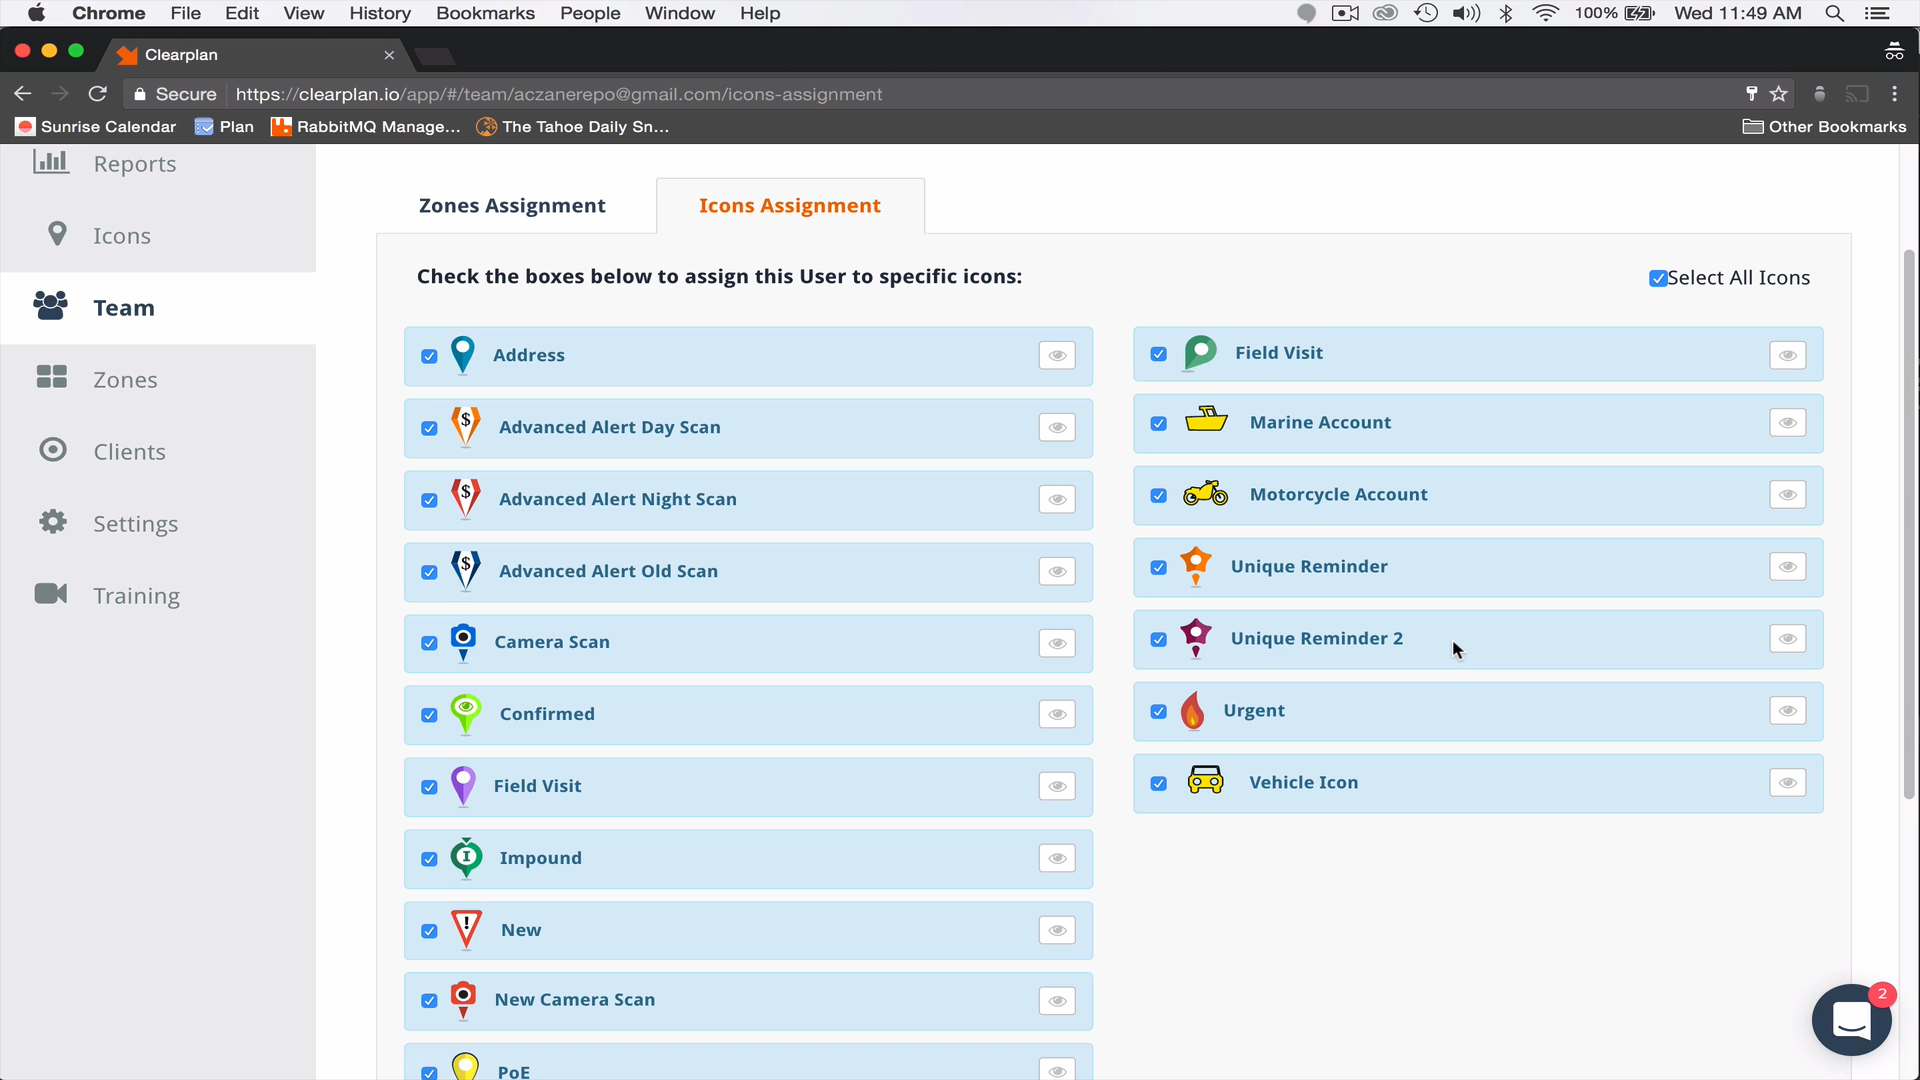 Chrome File Edit View History Bookmarks People Window Help 100% Wed 11:49 AM
Clearplan
Secure https://clearplan.io/app/#/team/aczanerepo@gmail.com/icons-assignment
Sunrise Calendar Plan RabbitMQ Manage... The Tahoe Daily Sn... Other Bookmarks
Reports
Icons
Team
Zones
Clients
Settings
Training
Zones Assignment Icons Assignment
Check the boxes below to assign this User to specific icons: Select All Icons
Address
$ Advanced Alert Day Scan
$ Advanced Alert Night Scan
$ Advanced Alert Old Scan
Camera Scan
Confirmed
Field Visit
I Impound
! New
New Camera Scan
PoE
Field Visit
Marine Account
Motorcycle Account
Unique Reminder
Unique Reminder 2
Urgent
Vehicle Icon
2